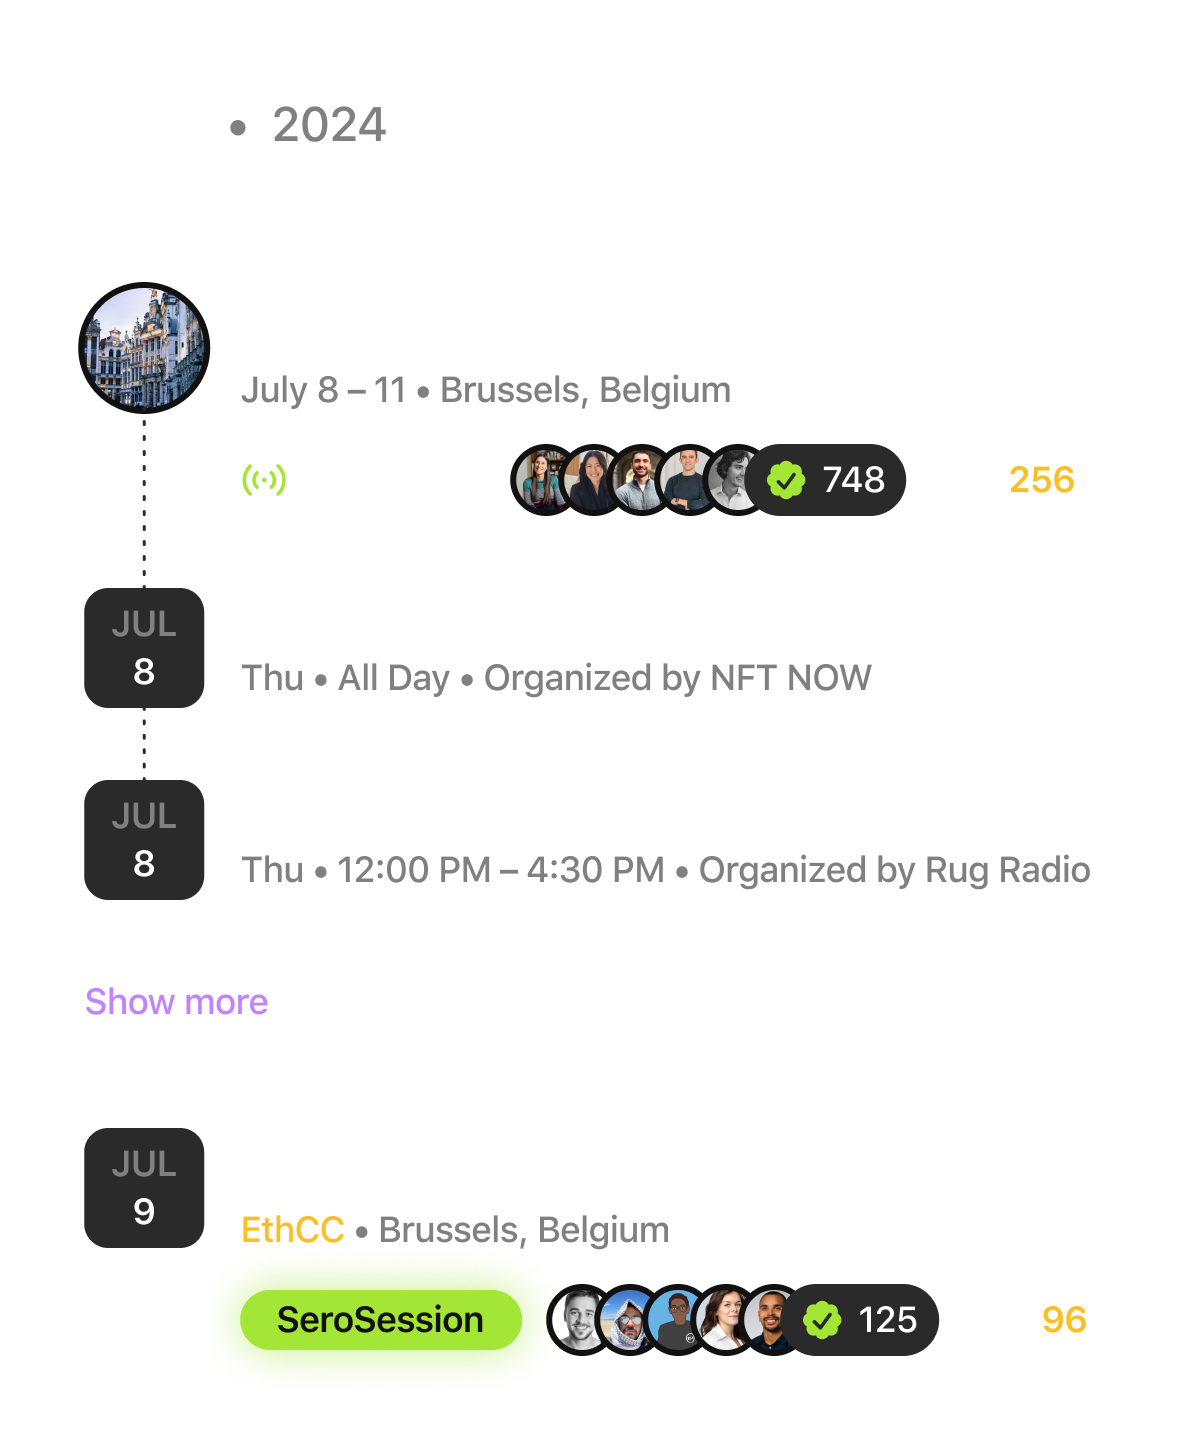 • 2024
July 8 – 11 • Brussels, Belgium
748
256
JUL
8
Thu • All Day • Organized by NFT NOW
JUL
8
Thu • 12:00 PM – 4:30 PM • Organized by Rug Radio
Show more
JUL
9
EthCC • Brussels, Belgium
SeroSession
125
96